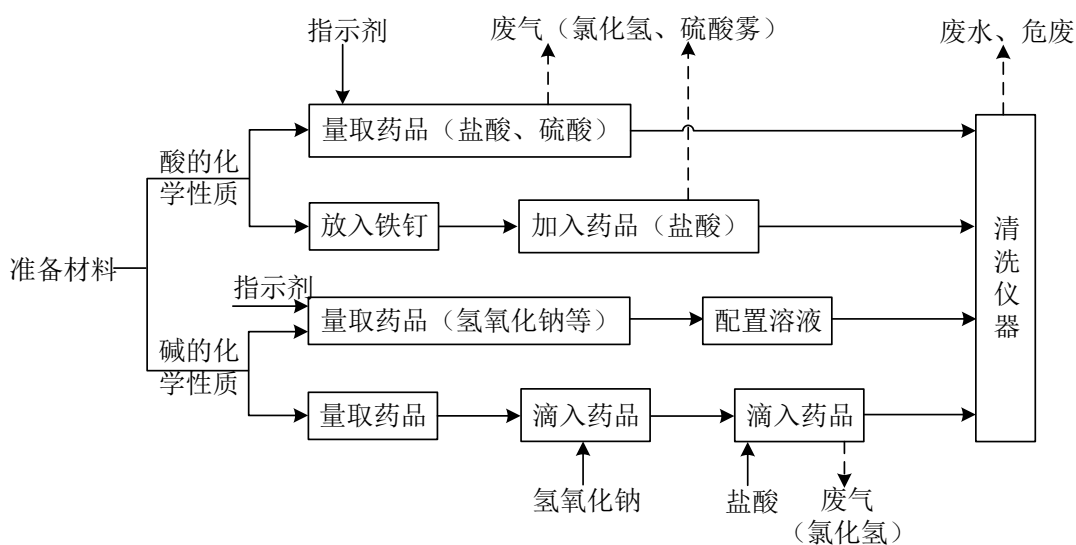 指示剂
废气（氯化氢、硫酸雾）
废水、危废
量取药品（盐酸、硫酸）
酸的化
学性质
放入铁钉
加入药品（盐酸）
清
洗
仪
器
准备材料
指示剂
量取药品（氢氧化钠等）
配置溶液
碱的化
学性质
量取药品
滴入药品
滴入药品
氢氧化钠
盐酸
废气
（氯化氢）